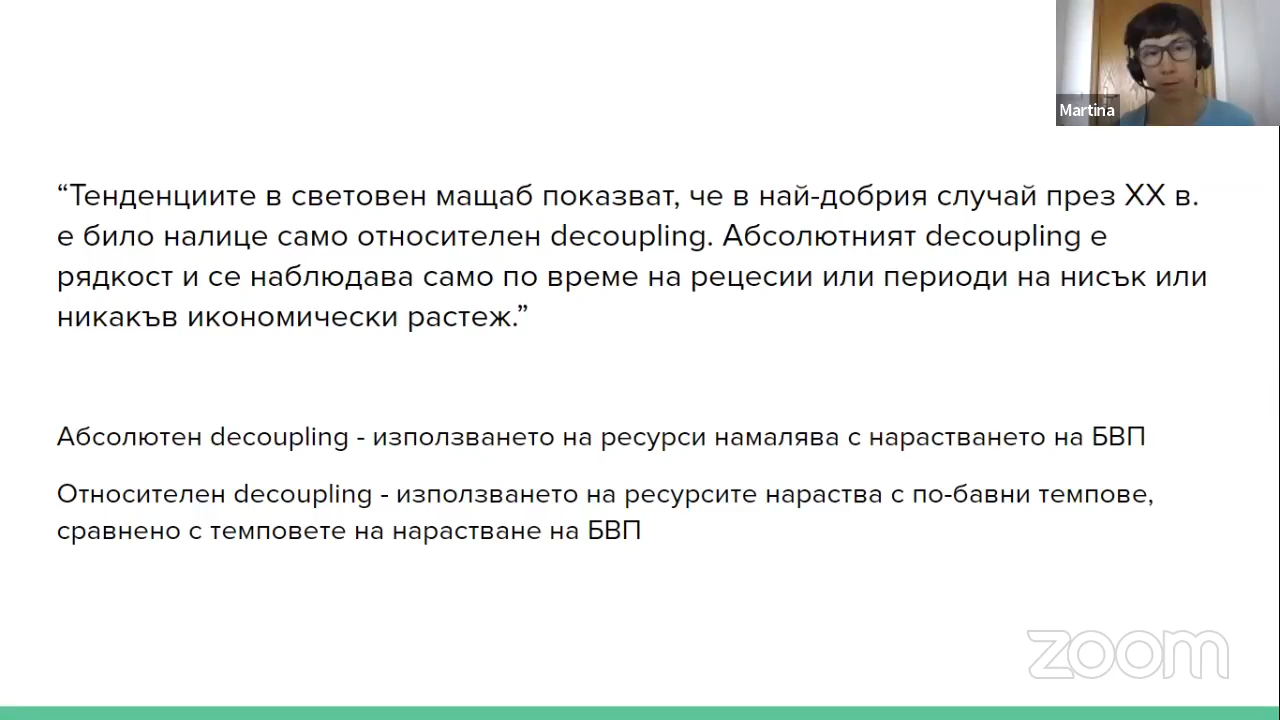 Martina
“Тенденциите в световен мащаб показват, че в най-добрия случай през XX в.
е било налице само относителен decoupling. Абсолютният decoupling е
рядкост и се наблюдава само по време на рецесии или периоди на нисък или
никакъв икономически растеж.”
Абсолютен decoupling - използването на ресурси намалява с нарастването на БВП
Относителен decoupling - използването на ресурсите нараства с по-бавни темпове,
сравнено с темповете на нарастване на БВП
zoom